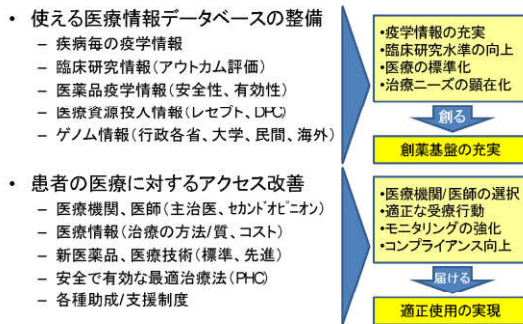 • 使える医療情報データベースの整備
– 疾病毎の疫学情報
– 臨床研究情報(アウトカム評価)
– 医薬品疫学情報(安全性、有効性)
– 医療資源投入情報(レセプト、DPC)
– ゲノム情報(行政各省、大学、民間、海外)
•疫学情報の充実
•臨床研究水準の向上
•医療の標準化
•治療ニーズの顕在化
創る
創薬基盤の充実
• 患者の医療に対するアクセス改善
– 医療機関、医師(主治医、セカンドオピニオン)
– 医療情報(治療の方法/質、コスト)
– 新医薬品、医療技術(標準、先進)
– 安全で有効な最適治療法(PHC)
– 各種助成/支援制度
•医療機関/医師の選択
•適正な受療行動
•モニタリングの強化
•コンプライアンス向上
届ける
適正使用の実現